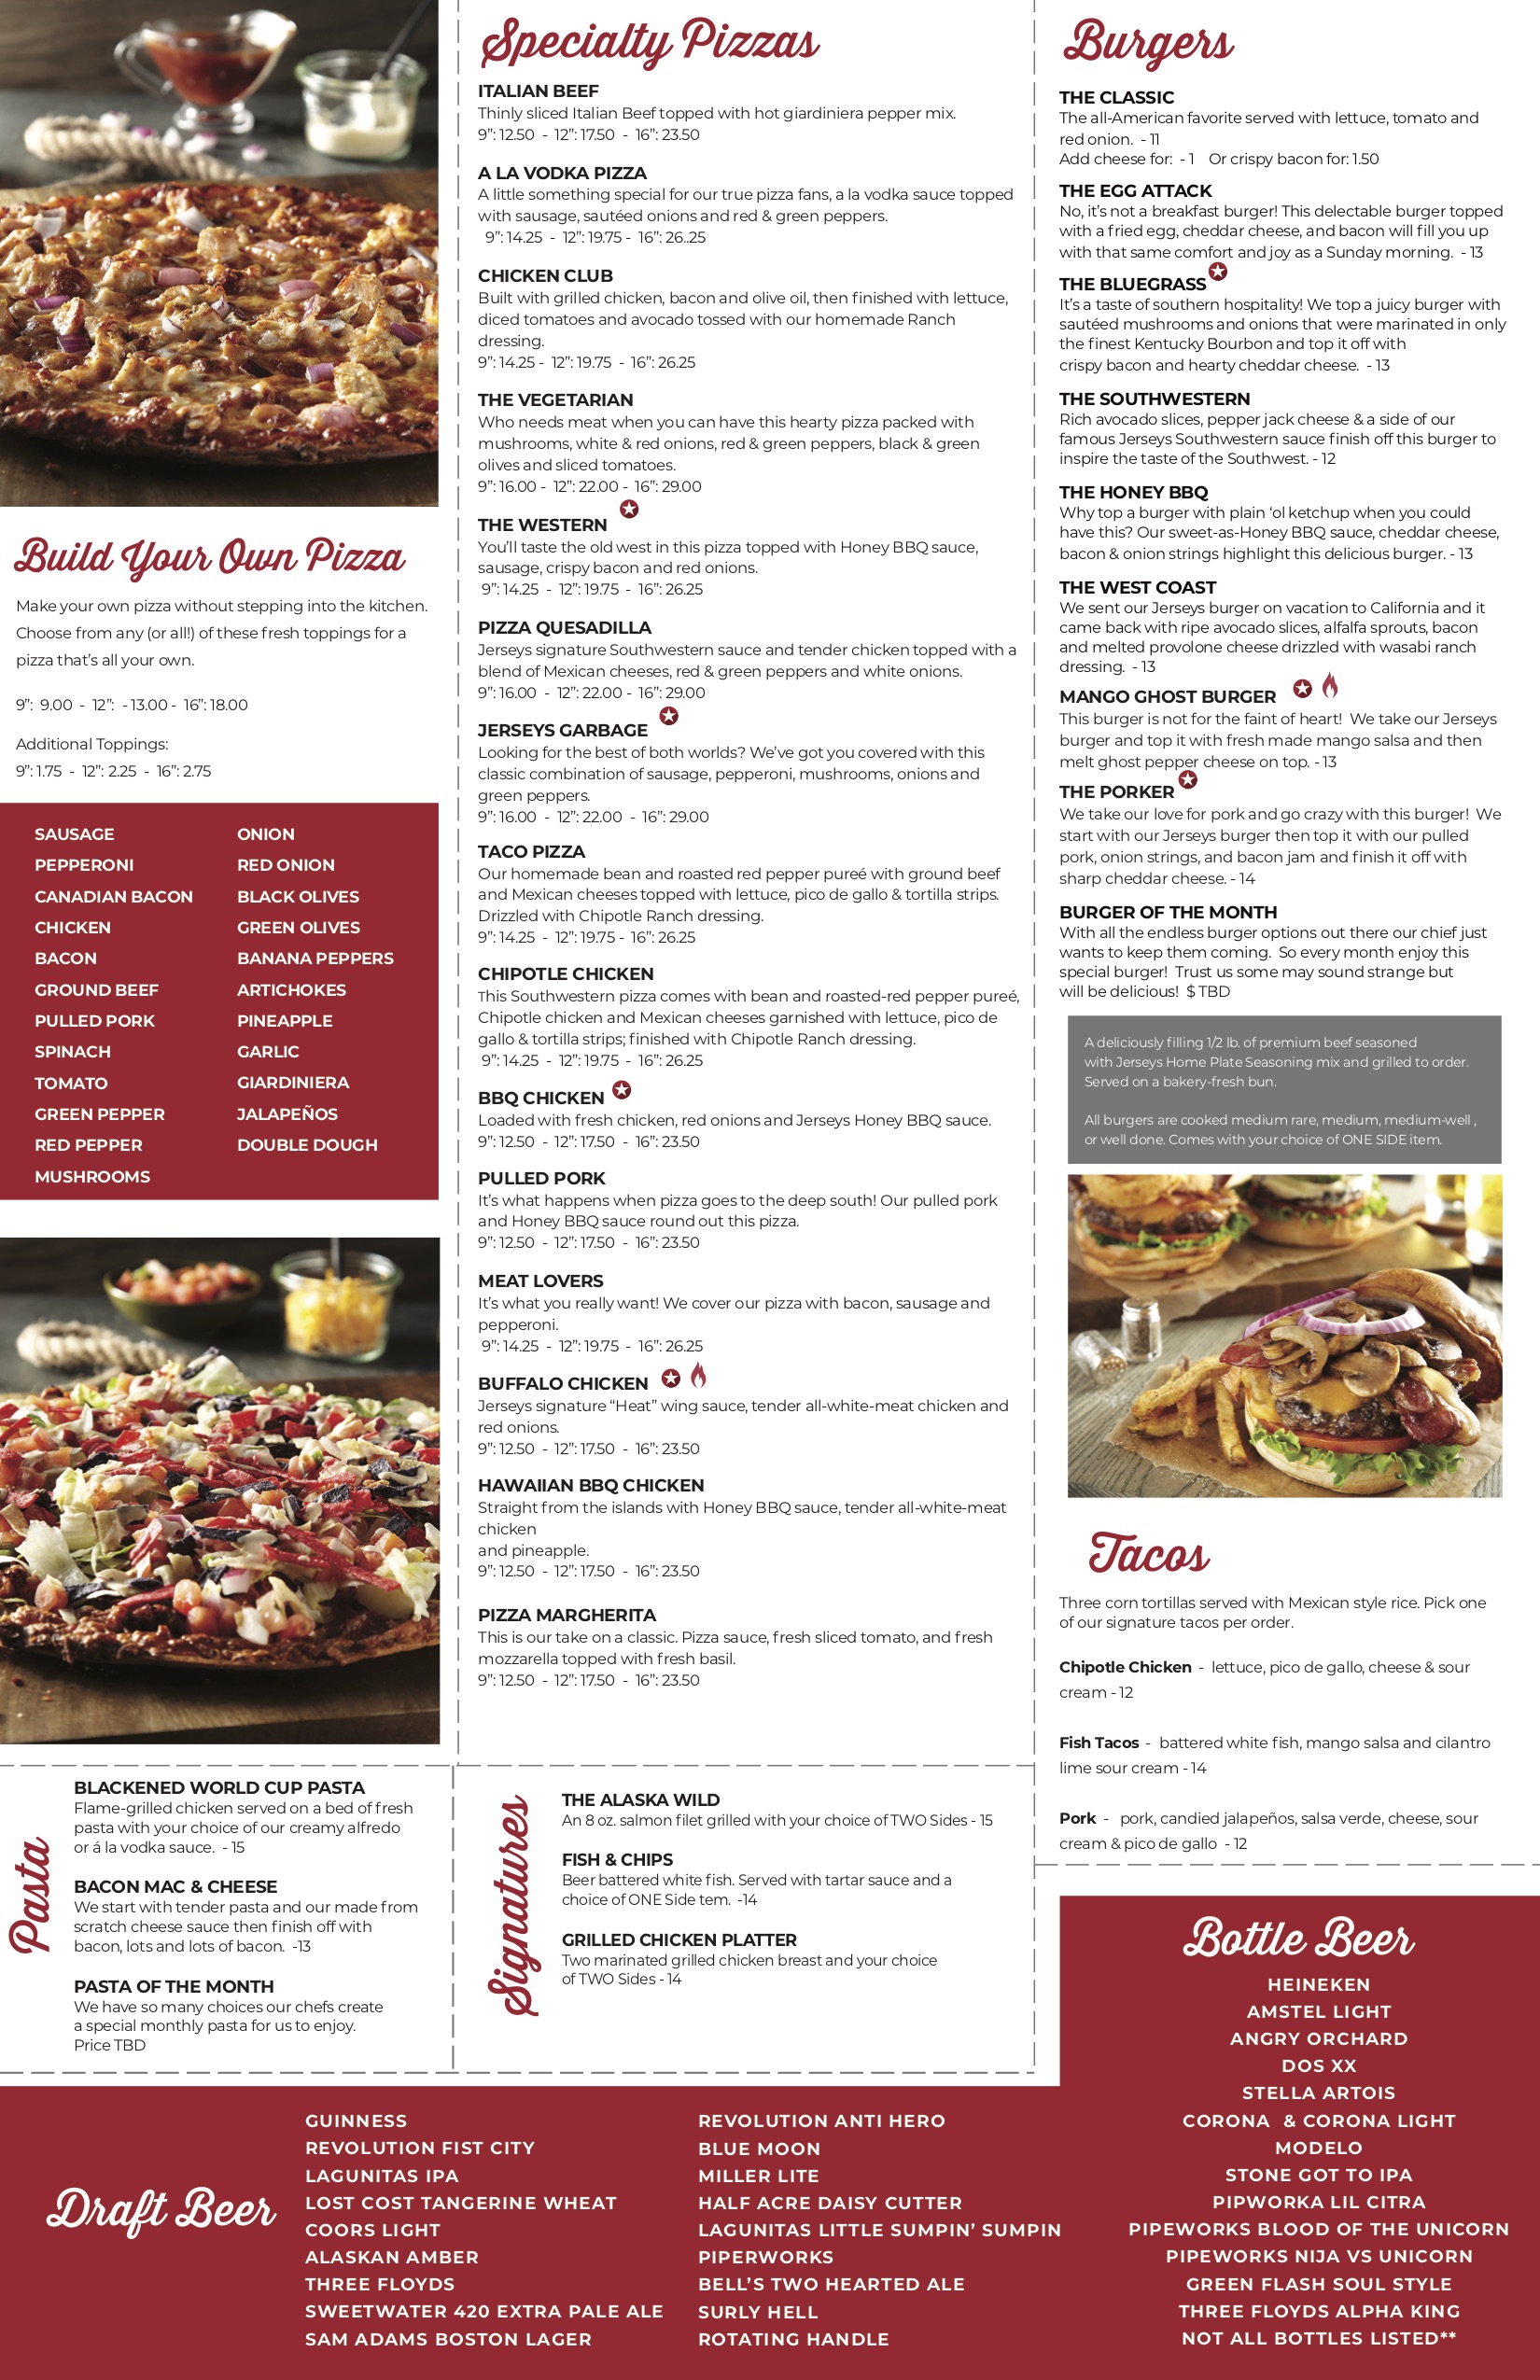 Build Your Own Pizza
Make your own pizza without stepping into the kitchen.
Choose from any (or all!) of these fresh toppings for a
pizza that's all your own.
9”:  9.00  -  12”:  - 13.00 -  16”: 18.00
Additional Toppings:
9”: 1.75  -  12”: 2.25  -  16”: 2.75
SAUSAGE
PEPPERONI
CANADIAN BACON
CHICKEN
BACON
GROUND BEEF
PULLED PORK
SPINACH
TOMATO
GREEN PEPPER
RED PEPPER
MUSHROOMS
ONION
RED ONION
BLACK OLIVES
GREEN OLIVES
BANANA PEPPERS
ARTICHOKES
PINEAPPLE
GARLIC
GIARDINIERA
JALAPEÑOS
DOUBLE DOUGH
Specialty Pizzas
ITALIAN BEEF
Thinly sliced Italian Beef topped with hot giardiniera pepper mix.
9”: 12.50  -  12”: 17.50  -  16”: 23.50
A LA VODKA PIZZA
A little something special for our true pizza fans, a la vodka sauce topped
with sausage, sautéed onions and red & green peppers.
9”: 14.25  -  12”: 19.75 -  16”: 26..25
CHICKEN CLUB
Built with grilled chicken, bacon and olive oil, then finished with lettuce,
diced tomatoes and avocado tossed with our homemade Ranch
dressing.
9”: 14.25 -  12”: 19.75  -  16”: 26.25
THE VEGETARIAN
Who needs meat when you can have this hearty pizza packed with
mushrooms, white & red onions, red & green peppers, black & green
olives and sliced tomatoes.
9”: 16.00 -  12”: 22.00 -  16”: 29.00
THE WESTERN
You'll taste the old west in this pizza topped with Honey BBQ sauce,
sausage, crispy bacon and red onions.
9”: 14.25  -  12”: 19.75  -  16”: 26.25
PIZZA QUESADILLA
Jerseys signature Southwestern sauce and tender chicken topped with a
blend of Mexican cheeses, red & green peppers and white onions.
9”: 16.00  -  12”: 22.00 -  16”: 29.00
JERSEYS GARBAGE
Looking for the best of both worlds? We've got you covered with this
classic combination of sausage, pepperoni, mushrooms, onions and
green peppers.
9”: 16.00  -  12”: 22.00  -  16”: 29.00
TACO PIZZA
Our homemade bean and roasted red pepper pureé with ground beef
and Mexican cheeses topped with lettuce, pico de gallo & tortilla strips.
Drizzled with Chipotle Ranch dressing.
9”: 14.25  -  12”: 19.75 -  16”: 26.25
CHIPOTLE CHICKEN
This Southwestern pizza comes with bean and roasted-red pepper pureé,
Chipotle chicken and Mexican cheeses garnished with lettuce, pico de
gallo & tortilla strips; finished with Chipotle Ranch dressing.
9”: 14.25  -  12”: 19.75  -  16”: 26.25
BBQ CHICKEN
Loaded with fresh chicken, red onions and Jerseys Honey BBQ sauce.
9”: 12.50  -  12”: 17.50  -  16”: 23.50
PULLED PORK
It's what happens when pizza goes to the deep south! Our pulled pork
and Honey BBQ sauce round out this pizza.
9”: 12.50  -  12”: 17.50  -  16”: 23.50
MEAT LOVERS
It's what you really want! We cover our pizza with bacon, sausage and
pepperoni.
9”: 14.25  -  12”: 19.75  -  16”: 26.25
BUFFALO CHICKEN
Jerseys signature “Heat” wing sauce, tender all-white-meat chicken and
red onions.
9”: 12.50  -  12”: 17.50  -  16”: 23.50
HAWAIIAN BBQ CHICKEN
Straight from the islands with Honey BBQ sauce, tender all-white-meat
chicken
and pineapple.
9”: 12.50  -  12”: 17.50  -  16”: 23.50
PIZZA MARGHERITA
This is our take on a classic. Pizza sauce, fresh sliced tomato, and fresh
mozzarella topped with fresh basil.
9”: 12.50  -  12”: 17.50  -  16”: 23.50
Burgers
THE CLASSIC
The all-American favorite served with lettuce, tomato and
red onion.  - 11
Add cheese for:  - 1   Or crispy bacon for: 1.50
THE EGG ATTACK
No, it's not a breakfast burger! This delectable burger topped
with a fried egg, cheddar cheese, and bacon will fill you up
with that same comfort and joy as a Sunday morning.  - 13
THE BLUEGRASS
It's a taste of southern hospitality! We top a juicy burger with
sautéed mushrooms and onions that were marinated in only
the finest Kentucky Bourbon and top it off with
crispy bacon and hearty cheddar cheese.  - 13
THE SOUTHWESTERN
Rich avocado slices, pepper jack cheese & a side of our
famous Jerseys Southwestern sauce finish off this burger to
inspire the taste of the Southwest. - 12
THE HONEY BBQ
Why top a burger with plain ‘ol ketchup when you could
have this? Our sweet-as-Honey BBQ sauce, cheddar cheese,
bacon & onion strings highlight this delicious burger. - 13
THE WEST COAST
We sent our Jerseys burger on vacation to California and it
came back with ripe avocado slices, alfalfa sprouts, bacon
and melted provolone cheese drizzled with wasabi ranch
dressing.  - 13
MANGO GHOST BURGER
This burger is not for the faint of heart!  We take our Jerseys
burger and top it with fresh made mango salsa and then
melt ghost pepper cheese on top. - 13
THE PORKER
We take our love for pork and go crazy with this burger!  We
start with our Jerseys burger then top it with our pulled
pork, onion strings, and bacon jam and finish it off with
sharp cheddar cheese. - 14
BURGER OF THE MONTH
With all the endless burger options out there our chief just
wants to keep them coming.  So every month enjoy this
special burger!  Trust us some may sound strange but
will be delicious!  $ TBD
A deliciously filling 1/2 lb. of premium beef seasoned
with Jerseys Home Plate Seasoning mix and grilled to order.
Served on a bakery-fresh bun.
All burgers are cooked medium rare, medium, medium-well ,
or well done. Comes with your choice of ONE SIDE item.
Tacos
Three corn tortillas served with Mexican style rice. Pick one
of our signature tacos per order.
Chipotle Chicken  -  lettuce, pico de gallo, cheese & sour
cream - 12
Fish Tacos  -  battered white fish, mango salsa and cilantro
lime sour cream - 14
Pork  -   pork, candied jalapeños, salsa verde, cheese, sour
cream & pico de gallo  - 12
Pasta
BLACKENED WORLD CUP PASTA
Flame-grilled chicken served on a bed of fresh
pasta with your choice of our creamy alfredo
or á la vodka sauce.  - 15
BACON MAC & CHEESE
We start with tender pasta and our made from
scratch cheese sauce then finish off with
bacon, lots and lots of bacon.  -13
PASTA OF THE MONTH
We have so many choices our chefs create
a special monthly pasta for us to enjoy.
Price TBD
Signatures
THE ALASKA WILD
An 8 oz. salmon filet grilled with your choice of TWO Sides - 15
FISH & CHIPS
Beer battered white fish. Served with tartar sauce and a
choice of ONE Side tem.  -14
GRILLED CHICKEN PLATTER
Two marinated grilled chicken breast and your choice
of TWO Sides - 14
Draft Beer
GUINNESS
REVOLUTION FIST CITY
LAGUNITAS IPA
LOST COST TANGERINE WHEAT
COORS LIGHT
ALASKAN AMBER
THREE FLOYDS
SWEETWATER 420 EXTRA PALE ALE
SAM ADAMS BOSTON LAGER
REVOLUTION ANTI HERO
BLUE MOON
MILLER LITE
HALF ACRE DAISY CUTTER
LAGUNITAS LITTLE SUMPIN’ SUMPIN
PIPERWORKS
BELL’S TWO HEARTED ALE
SURLY HELL
ROTATING HANDLE
Bottle Beer
HEINEKEN
AMSTEL LIGHT
ANGRY ORCHARD
DOS XX
STELLA ARTOIS
CORONA  & CORONA LIGHT
MODELO
STONE GOT TO IPA
PIPWORKA LIL CITRA
PIPEWORKS BLOOD OF THE UNICORN
PIPEWORKS NIJA VS UNICORN
GREEN FLASH SOUL STYLE
THREE FLOYDS ALPHA KING
NOT ALL BOTTLES LISTED**